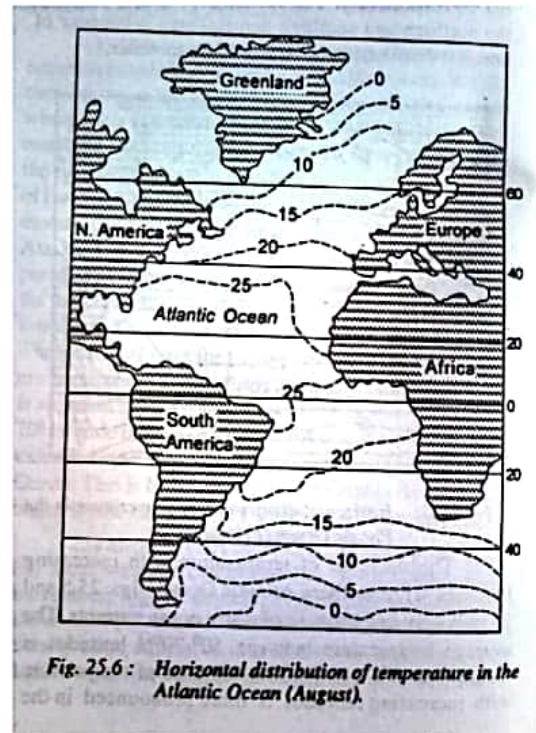 Greenland
0
5
10
60
15
N. America
Europe
20
40
25
Atlantic Ocean
20
Africa
25
0
South
America
20
20
15
40
10
5
0
Fig. 25.6 : Horizontal distribution of temperature in the
Atlantic Ocean (August).